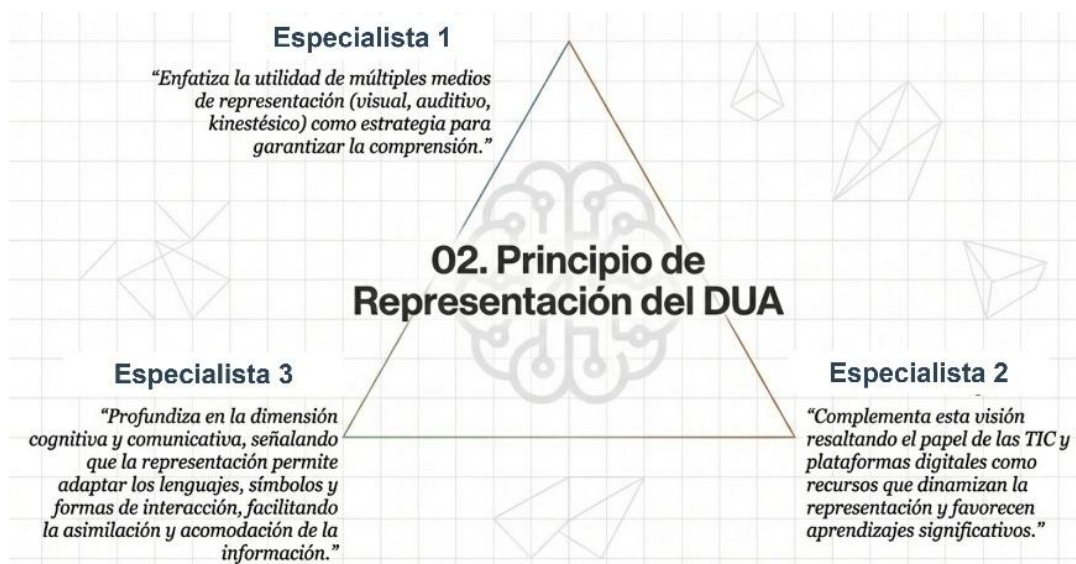 Especialista 1
“Enfatiza la utilidad de múltiples medios
de representación (visual, auditivo,
kinestésico) como estrategia para
garantizar la comprensión.”
02. Principio de
Representación del DUA
Especialista 3
“Profundiza en la dimensión
cognitiva y comunicativa, señalando
que la representación permite
adaptar los lenguajes, símbolos y
formas de interacción, facilitando
la asimilación y acomodación de la
información.”
Especialista 2
“Complementa esta visión
resaltando el papel de las TIC y
plataformas digitales como
recursos que dinamizan la
representación y favorecen
aprendizajes significativos.”